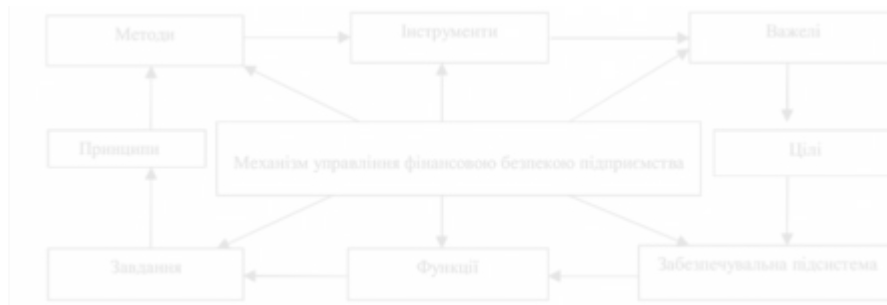 Методи
Інструменти
Важелі
Принципи
Механізм управління фінансовою безпекою підприємства
Цілі
Завдання
Функції
Забезпечувальна підсистема